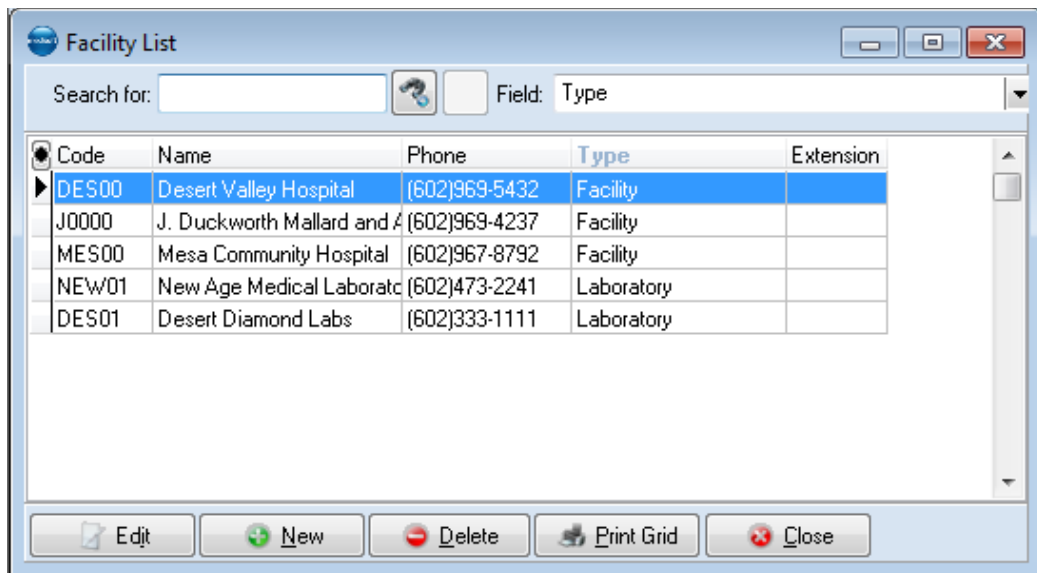 Facility List
Search for: Field: Type
Code Name Phone Type Extension
DES00 Desert Valley Hospital (602)969-5432 Facility
J0000 J. Duckworth Mallard and (602)969-4237 Facility
MES00 Mesa Community Hospital (602)967-8792 Facility
NEW01 New Age Medical (602)473-2241 Laboratory
DES01 Desert Diamond Labs (602)333-1111 Laboratory
Edit New Delete Print Grid Close